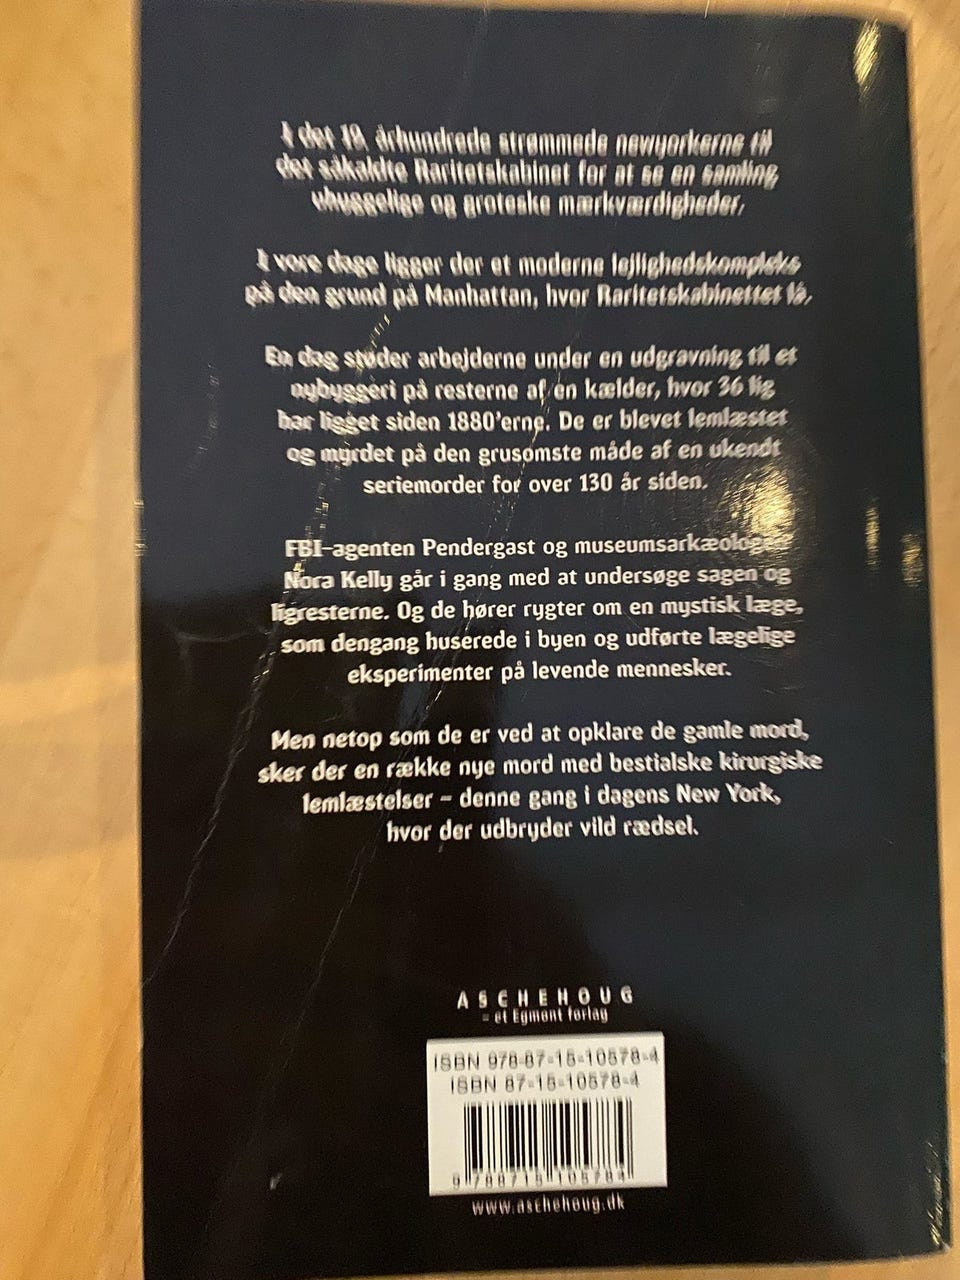 I det 19. århundrede strømmede newyorkerne til
det såkaldte Raritetskabinet for at se en samling
uhyggelige og groteske mærkværdigheder.
I vore dage ligger der et moderne lejlighedskompleks
på den grund på Manhattan, hvor Raritetskabinettet lå.
En dag støder arbejderne under en udgravning til et
nybyggeri på resterne af en kælder, hvor 36 lig
har ligget siden 1880'erne. De er blevet lemlæstet
og myrdet på den grusomste måde af en ukendt
seriemorder for over 130 år siden.
FBI-agenten Pendergast og museumsarkæologen
Nora Kelly går i gang med at undersøge sagen og
ligresterne. Og de hører rygter om en mystisk læge,
som dengang huserede i byen og udførte lægelige
eksperimenter på levende mennesker.
Men netop som de er ved at opklare de gamle mord,
sker der en række nye mord med bestialske kirurgiske
lemlæstelser – denne gang i dagens New York,
hvor der udbryder vild rædsel.
ASCHEHOUG
– et Egmont forlag
ISBN 978-87-15-10578-4
ISBN 87-15-10578-4
9 788715 105784
www.aschehoug.dk